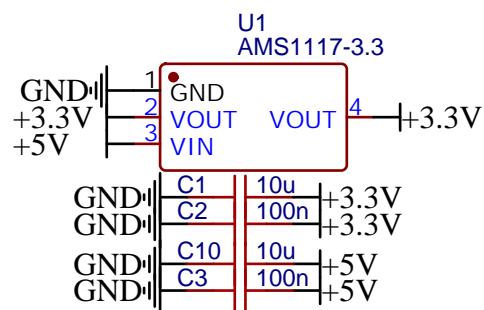 U1
AMS1117-3.3
GND 1 GND
+3.3V 2 VOUT VOUT 4 +3.3V
+5V 3 VIN
GND C1 10u +3.3V
GND C2 100n +3.3V
GND C10 10u +5V
GND C3 100n +5V